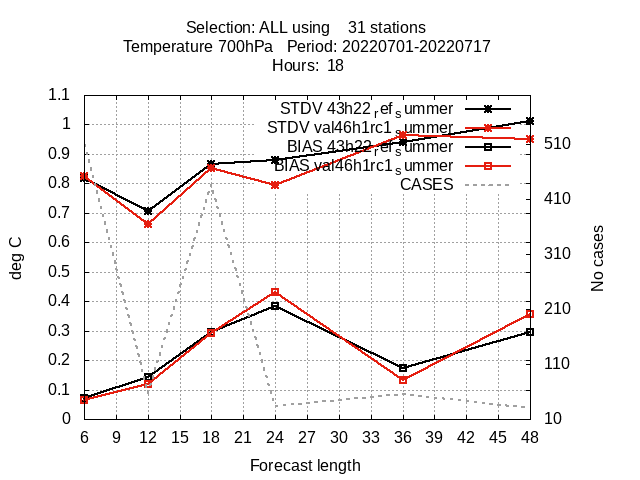 Selection: ALL using 31 stations
Temperature 700hPa Period: 20220701-20220717
Hours: 18
STDV 43h22_ref_summer
STDV val46h1rc1_summer
BIAS 43h22_ref_summer
BIAS val46h1rc1_summer
CASES
1.1
1
0.9
0.8
0.7
0.6
0.5
0.4
0.3
0.2
0.1
0
deg C
510
410
310
210
110
10
No cases
6 9 12 15 18 21 24 27 30 33 36 39 42 45 48
Forecast length